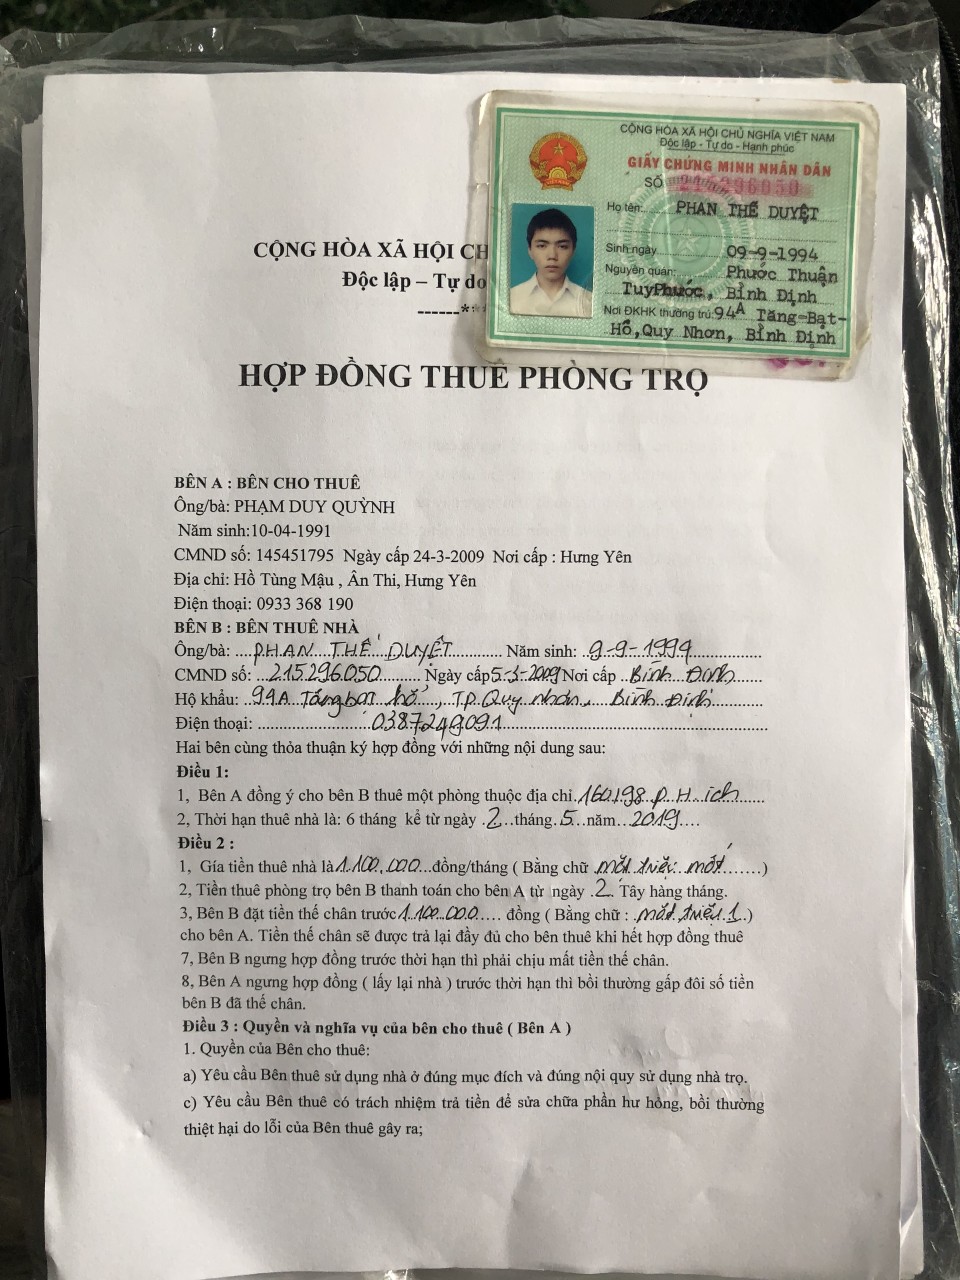 CỘNG HÒA XÃ HỘI CHỦ NGHĨA VIỆT NAM
Độc lập - Tự do - Hạnh phúc
GIẤY CHỨNG MINH NHÂN DÂN
SỐ 215296050
Họ tên: PHAN THẾ DUYỆT
Sinh ngày 09-9-1994
Nguyên quán: Phước Thuận
Tuy Phước, Bình Định
Nơi ĐKHK thường trú: 94A Tăng-Bạt-
Hổ, Quy Nhơn, Bình Định
CỘNG HÒA XÃ HỘI CH
Độc lập – Tự do
------***
HỢP ĐỒNG THUÊ PHÒNG TRỌ
BÊN A : BÊN CHO THUÊ
Ông/bà: PHẠM DUY QUỲNH
Năm sinh:10-04-1991
CMND số: 145451795 Ngày cấp 24-3-2009 Nơi cấp : Hưng Yên
Địa chỉ: Hồ Tùng Mậu , Ân Thi, Hưng Yên
Điện thoại: 0933 368 190
BÊN B : BÊN THUÊ NHÀ
Ông/bà: ....PHAN THẾ DUYỆT........... Năm sinh: ..9-9-1994................
CMND số: ...215296050......... Ngày cấp 5-3-2009 Nơi cấp ..Bình Định......
Hộ khẩu: ...94A Tăng bạt hổ..., T.P. Quy nhơn, Bình Định............
Điện thoại: .........................0387249091..........................................................
Hai bên cùng thỏa thuận ký hợp đồng với những nội dung sau:
Điều 1:
1, Bên A đồng ý cho bên B thuê một phòng thuộc địa chỉ 160/98 P.H. ích......
2, Thời hạn thuê nhà là: 6 tháng kể từ ngày .2...tháng.5...năm...2019....
Điều 2 :
1, Gía tiền thuê nhà là 1.100.000...đồng/tháng ( Bằng chữ một triệu một.......)
2, Tiền thuê phòng trọ bên B thanh toán cho bên A từ ngày .2. Tây hàng tháng.
3, Bên B đặt tiền thế chân trước 1.100.000.... đồng ( Bằng chữ : .một triệu 1..)
cho bên A. Tiền thế chân sẽ được trả lại đầy đủ cho bên thuê khi hết hợp đồng thuê
7, Bên B ngưng hợp đồng trước thời hạn thì phải chịu mất tiền thế chân.
8, Bên A ngưng hợp đồng ( lấy lại nhà ) trước thời hạn thì bồi thường gấp đôi số tiền
bên B đã thế chân.
Điều 3 : Quyền và nghĩa vụ của bên cho thuê ( Bên A )
1. Quyền của Bên cho thuê:
a) Yêu cầu Bên thuê sử dụng nhà ở đúng mục đích và đúng nội quy sử dụng nhà trọ.
c) Yêu cầu Bên thuê có trách nhiệm trả tiền để sửa chữa phần hư hỏng, bồi thường
thiệt hại do lỗi của Bên thuê gây ra;